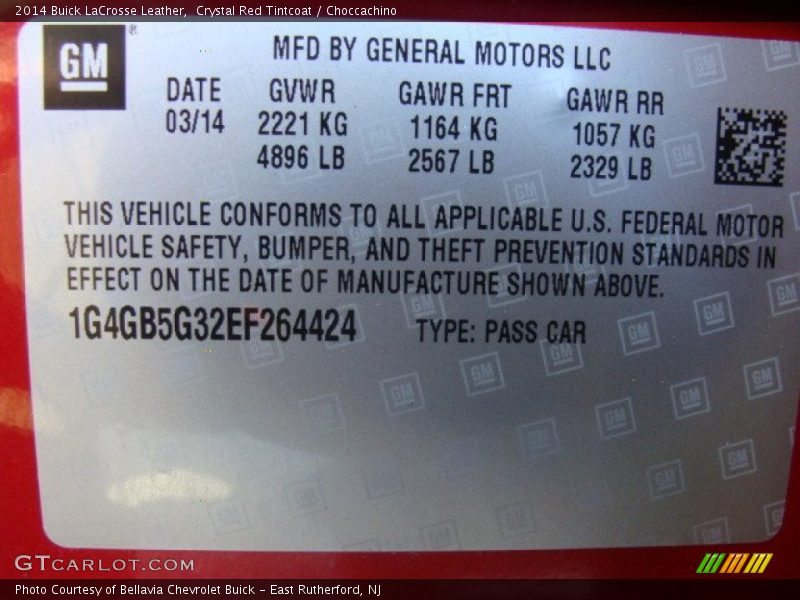 2014 Buick LaCrosse Leather,  Crystal Red Tintcoat / Choccachino
GM ®
MFD BY GENERAL MOTORS LLC
DATE GVWR GAWR FRT GAWR RR
03/14 2221 KG 1164 KG 1057 KG
4896 LB 2567 LB 2329 LB
THIS VEHICLE CONFORMS TO ALL APPLICABLE U.S. FEDERAL MOTOR
VEHICLE SAFETY, BUMPER, AND THEFT PREVENTION STANDARDS IN
EFFECT ON THE DATE OF MANUFACTURE SHOWN ABOVE.
1G4GB5G32EF264424 TYPE: PASS CAR
GTCARLOT.COM
Photo Courtesy of Bellavia Chevrolet Buick - East Rutherford, NJ